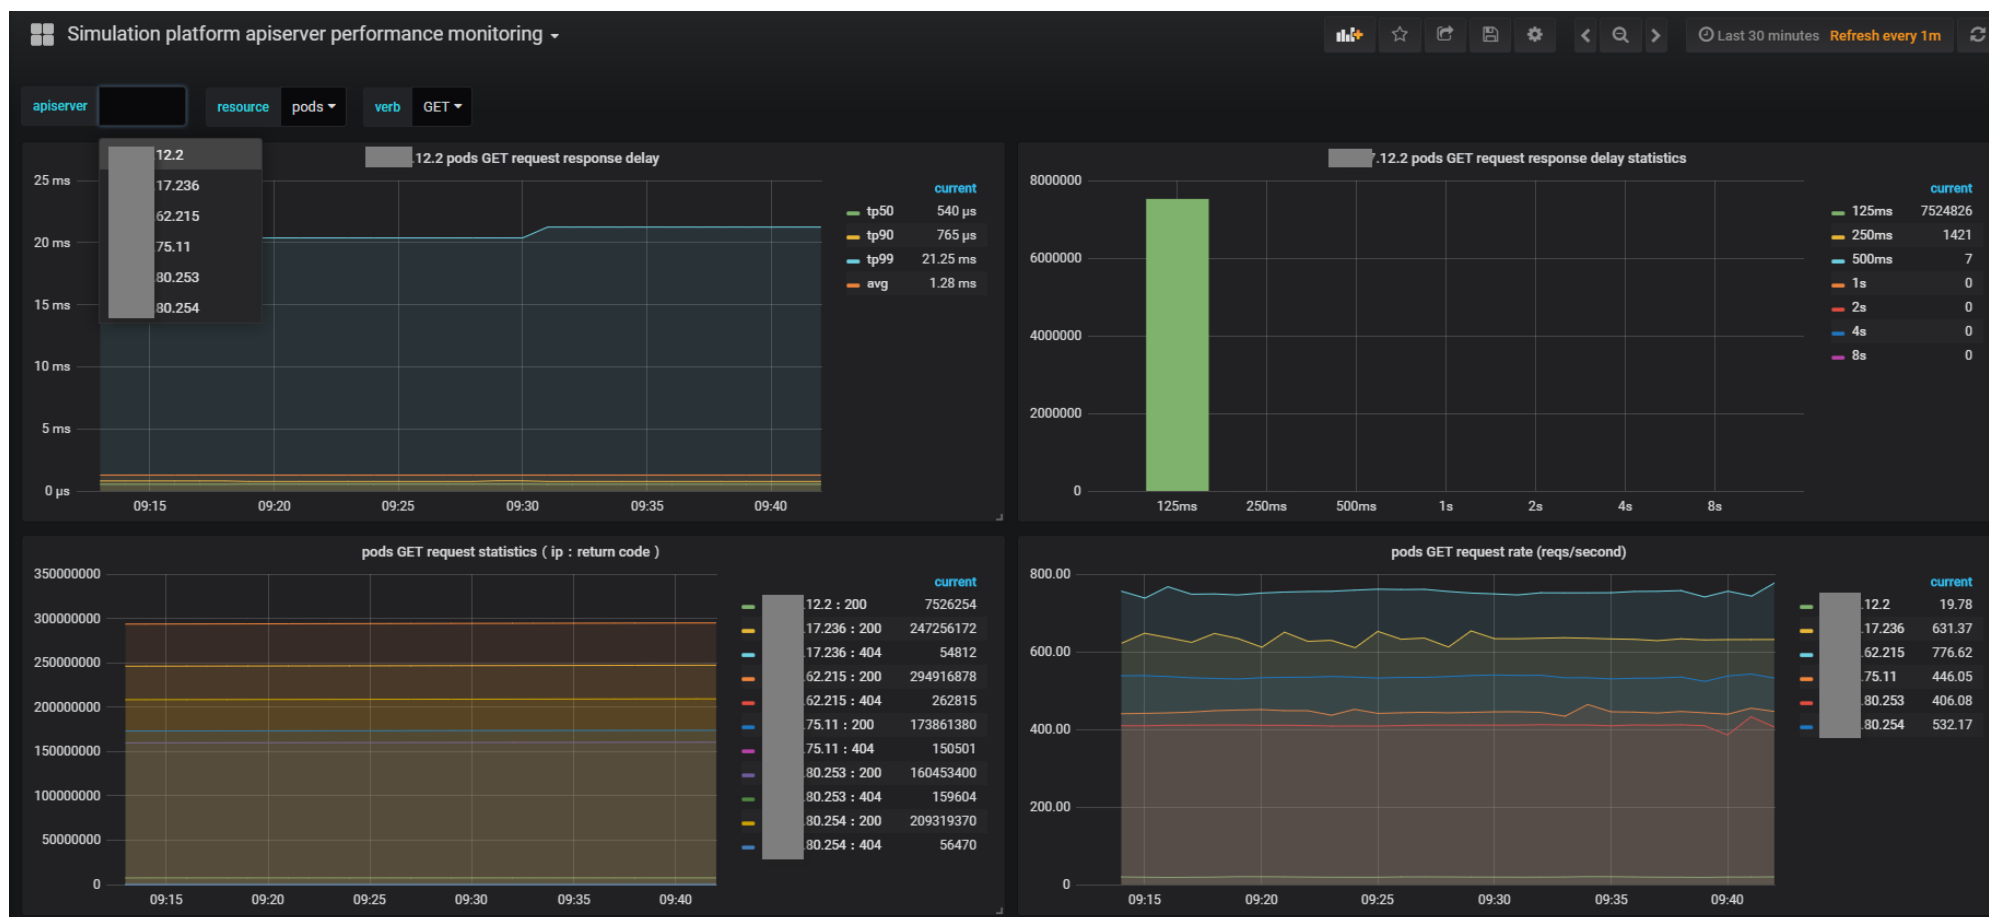 Simulation platform apiserver performance monitoring
Last 30 minutes Refresh every 1m
apiserver
resource pods
verb GET
12.2
17.236
62.215
75.11
80.253
80.254
.12.2 pods GET request response delay
25 ms
20 ms
15 ms
10 ms
5 ms
0 µs
09:15 09:20 09:25 09:30 09:35 09:40
current
tp50 540 µs
tp90 765 µs
tp99 21.25 ms
avg 1.28 ms
.12.2 pods GET request response delay statistics
8000000
6000000
4000000
2000000
0
125ms 250ms 500ms 1s 2s 4s 8s
current
125ms 7524826
250ms 1421
500ms 7
1s 0
2s 0
4s 0
8s 0
pods GET request statistics ( ip : return code )
350000000
300000000
250000000
200000000
150000000
100000000
50000000
0
09:15 09:20 09:25 09:30 09:35 09:40
current
.12.2 : 200 7526254
.17.236 : 200 247256172
.17.236 : 404 54812
.62.215 : 200 294916878
.62.215 : 404 262815
.75.11 : 200 173861380
.75.11 : 404 150501
.80.253 : 200 160453400
.80.253 : 404 159604
.80.254 : 200 209319370
.80.254 : 404 56470
pods GET request rate (reqs/second)
800.00
600.00
400.00
200.00
0
09:15 09:20 09:25 09:30 09:35 09:40
current
.12.2 19.78
.17.236 631.37
.62.215 776.62
.75.11 446.05
.80.253 406.08
.80.254 532.17